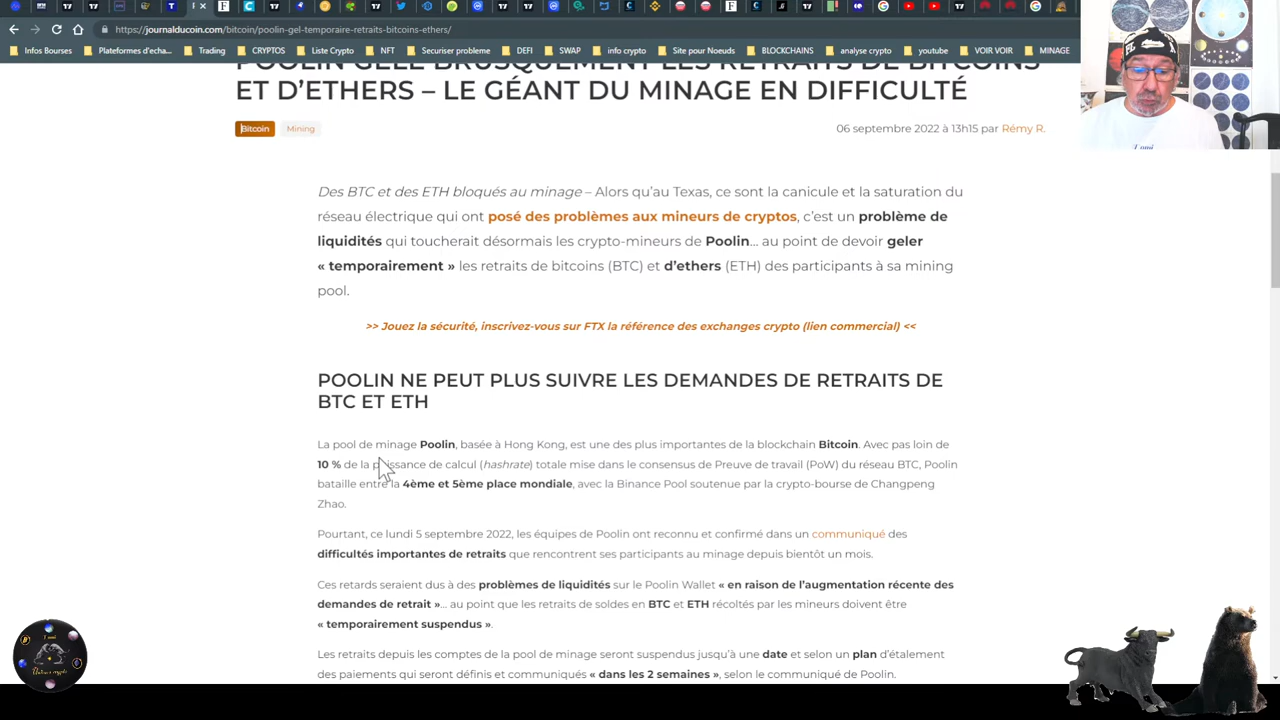 https://journalducoin.com/bitcoin/poolin-gel-temporaire-retraits-bitcoins-ethers/
Infos Bourses
Plateformes d'echa...
Trading
CRYPTOS
Liste Crypto
NFT
Securiser probleme
DEFI
SWAP
info crypto
Site pour Noeuds
BLOCKCHAINS
analyse crypto
youtube
VOIR VOIR
MINAGE
POOLIN GÈLE BRUSQUEMENT LES RETRAITS DE BITCOINS
ET D'ETHERS – LE GÉANT DU MINAGE EN DIFFICULTÉ
Bitcoin
Mining
06 septembre 2022 à 13h15 par Rémy R.
Des BTC et des ETH bloqués au minage – Alors qu'au Texas, ce sont la canicule et la saturation du
réseau électrique qui ont posé des problèmes aux mineurs de cryptos, c'est un problème de
liquidités qui toucherait désormais les crypto-mineurs de Poolin… au point de devoir geler
« temporairement » les retraits de bitcoins (BTC) et d'ethers (ETH) des participants à sa mining
pool.
>> Jouez la sécurité, inscrivez-vous sur FTX la référence des exchanges crypto (lien commercial) <<
POOLIN NE PEUT PLUS SUIVRE LES DEMANDES DE RETRAITS DE
BTC ET ETH
La pool de minage Poolin, basée à Hong Kong, est une des plus importantes de la blockchain Bitcoin. Avec pas loin de
10 % de la puissance de calcul (hashrate) totale mise dans le consensus de Preuve de travail (PoW) du réseau BTC, Poolin
bataille entre la 4ème et 5ème place mondiale, avec la Binance Pool soutenue par la crypto-bourse de Changpeng
Zhao.
Pourtant, ce lundi 5 septembre 2022, les équipes de Poolin ont reconnu et confirmé dans un communiqué des
difficultés importantes de retraits que rencontrent ses participants au minage depuis bientôt un mois.
Ces retards seraient dus à des problèmes de liquidités sur le Poolin Wallet « en raison de l'augmentation récente des
demandes de retrait »… au point que les retraits de soldes en BTC et ETH récoltés par les mineurs doivent être
« temporairement suspendus ».
Les retraits depuis les comptes de la pool de minage seront suspendus jusqu'à une date et selon un plan d'étalement
des paiements qui seront définis et communiqués « dans les 2 semaines », selon le communiqué de Poolin.